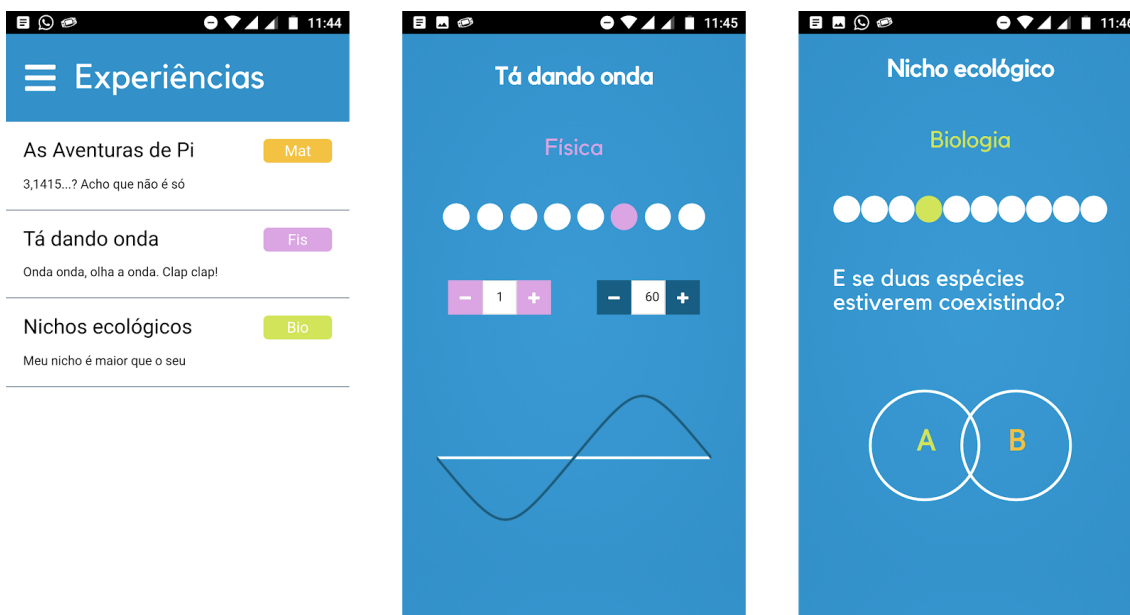 11:44
Experiências
As Aventuras de Pi
Mat
3,1415...? Acho que não é só
Tá dando onda
Fis
Onda onda, olha a onda. Clap clap!
Nichos ecológicos
Bio
Meu nicho é maior que o seu
11:45
Tá dando onda
Física
− 1 +
− 60 +
11:46
Nicho ecológico
Biologia
E se duas espécies
estiverem coexistindo?
A B